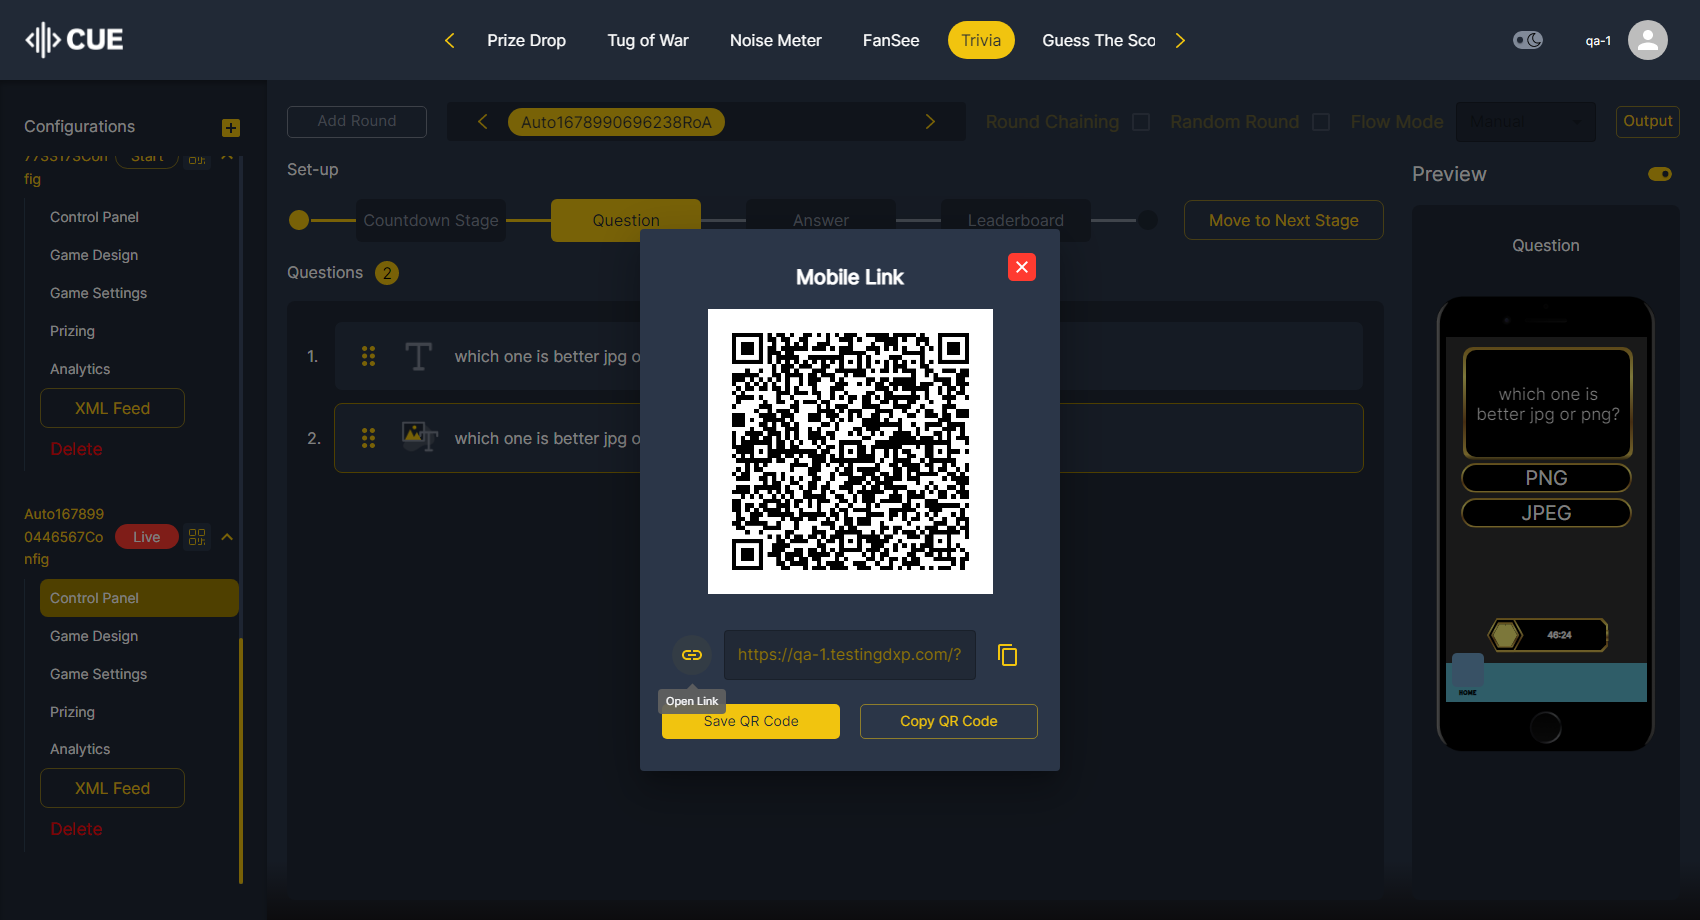 CUE
Prize Drop
Tug of War
Noise Meter
FanSee
Trivia
Guess The Sco
qa-1
Configurations
Start
fig
Control Panel
Game Design
Game Settings
Prizing
Analytics
XML Feed
Delete
Auto167899
0446567Co
nfig
Live
Control Panel
Game Design
Game Settings
Prizing
Analytics
XML Feed
Delete
Add Round
Auto1678990696238RoA
Round Chaining
Random Round
Flow Mode
Manual
Output
Set-up
Countdown Stage
Question
Answer
Leaderboard
Move to Next Stage
Questions 2
1. which one is better jpg o
2. which one is better jpg o
Mobile Link
https://qa-1.testingdxp.com/?
Open Link
Save QR Code
Copy QR Code
Preview
Question
which one is
better jpg or png?
PNG
JPEG
46:24
HOME